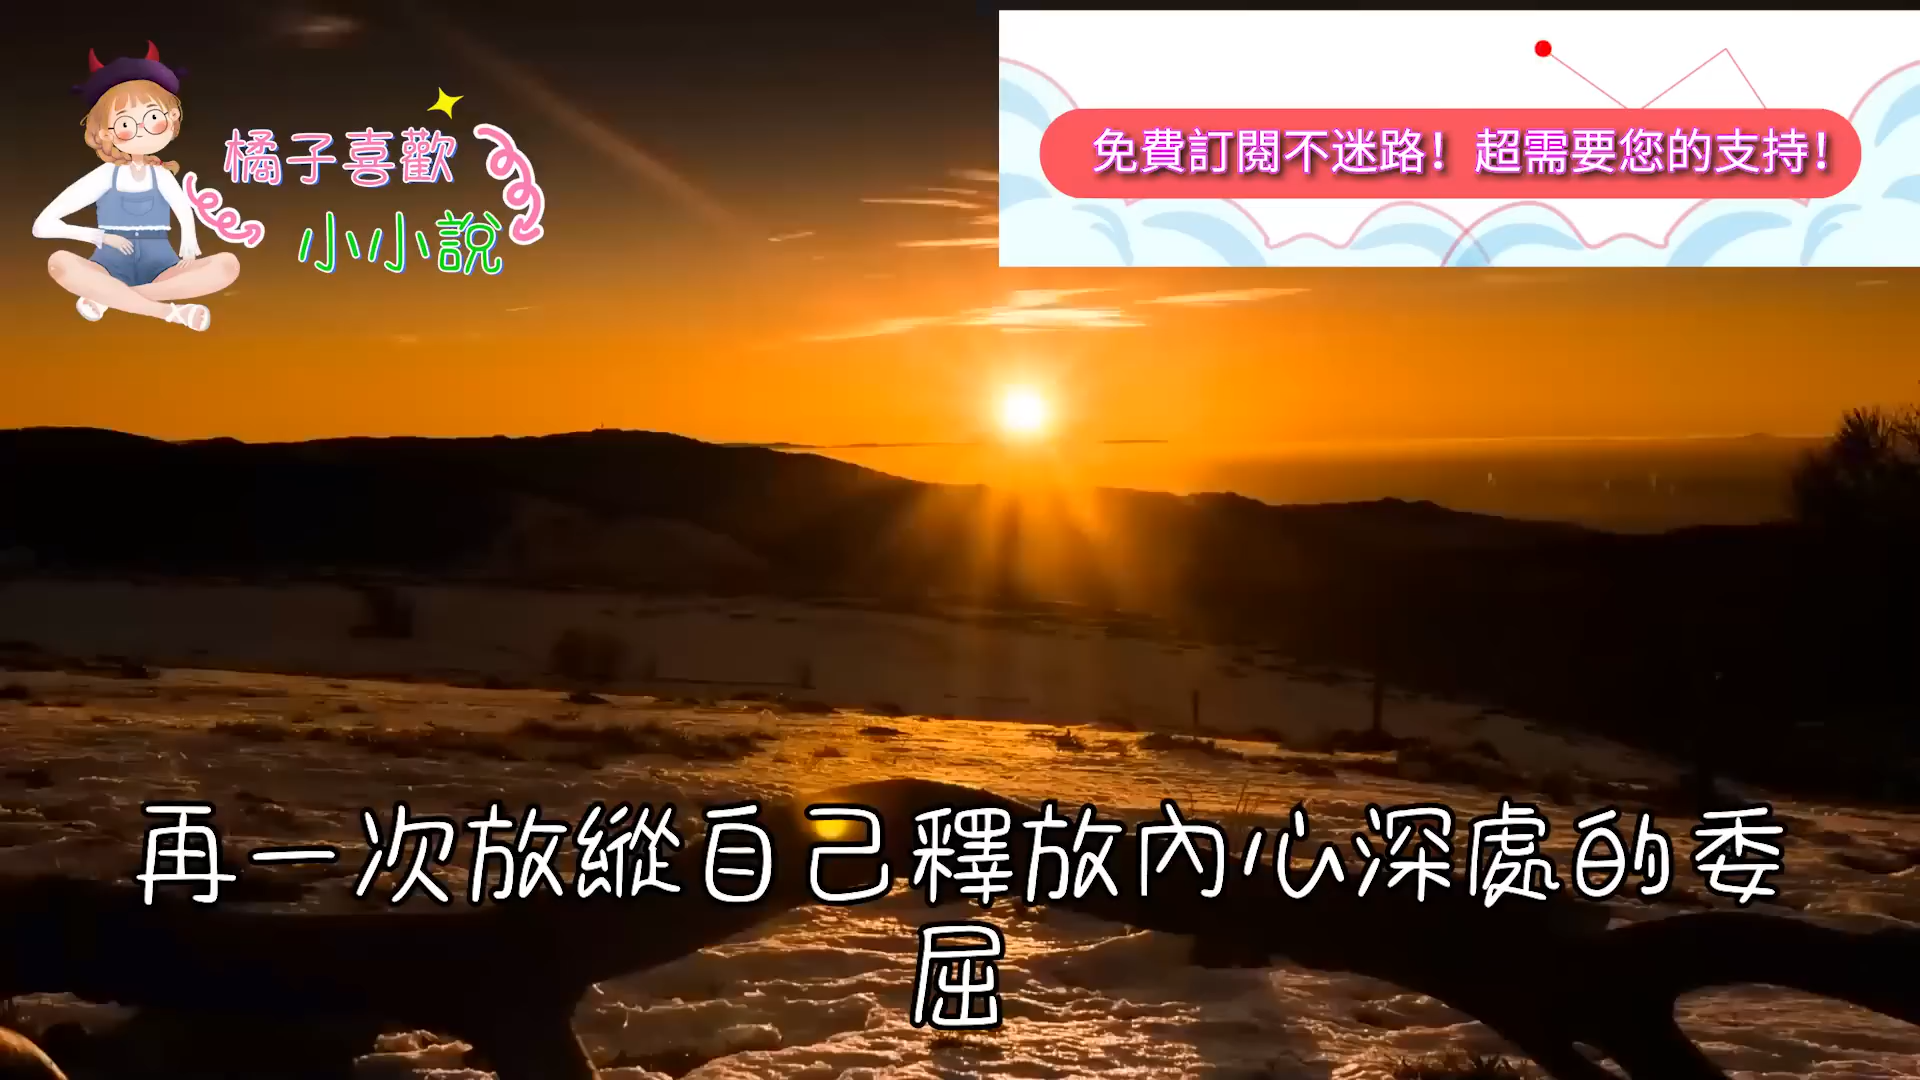 橘子喜歡
小小說
免費訂閱不迷路！超需要您的支持！
再一次放縱自己釋放內心深處的委
屈